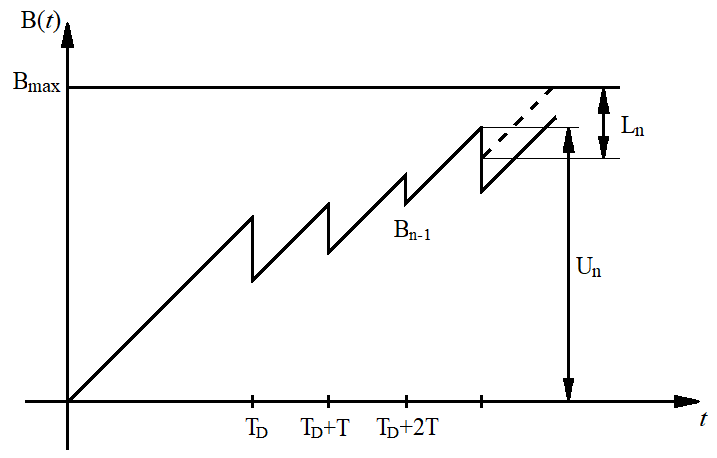 B(t)
Bmax
Ln
Bn-1
Un
TD
TD+T
TD+2T
t